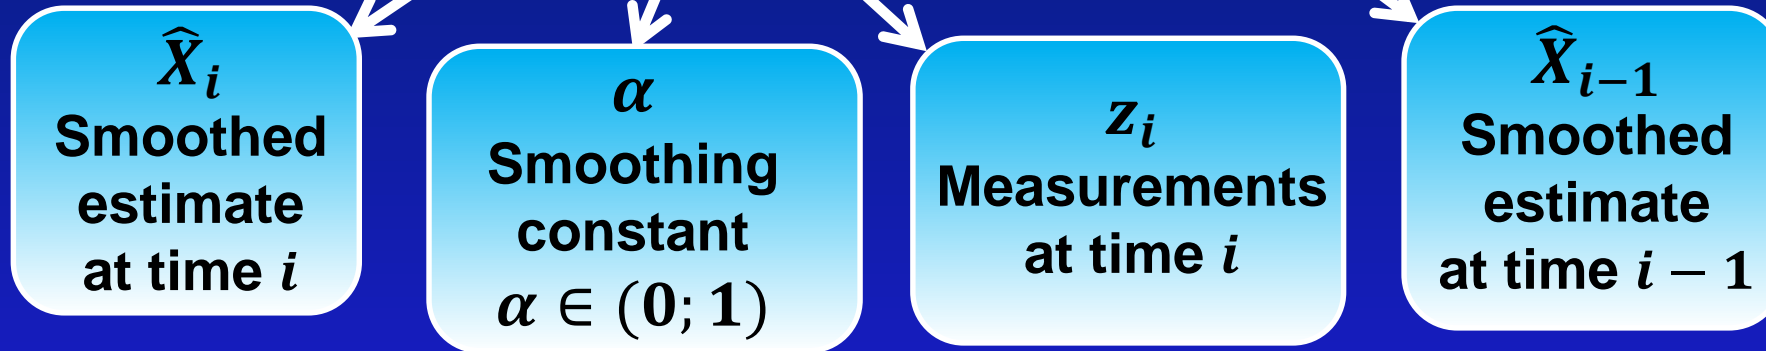 X̂ᵢ
Smoothed
estimate
at time i
α
Smoothing
constant
α ∈ (0; 1)
zᵢ
Measurements
at time i
X̂ᵢ₋₁
Smoothed
estimate
at time i − 1